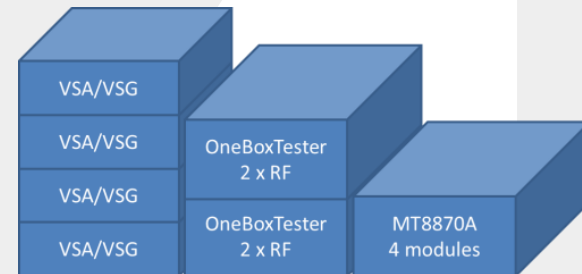 VSA/VSG
VSA/VSG
VSA/VSG
VSA/VSG
OneBoxTester
2 x RF
OneBoxTester
2 x RF
MT8870A
4 modules